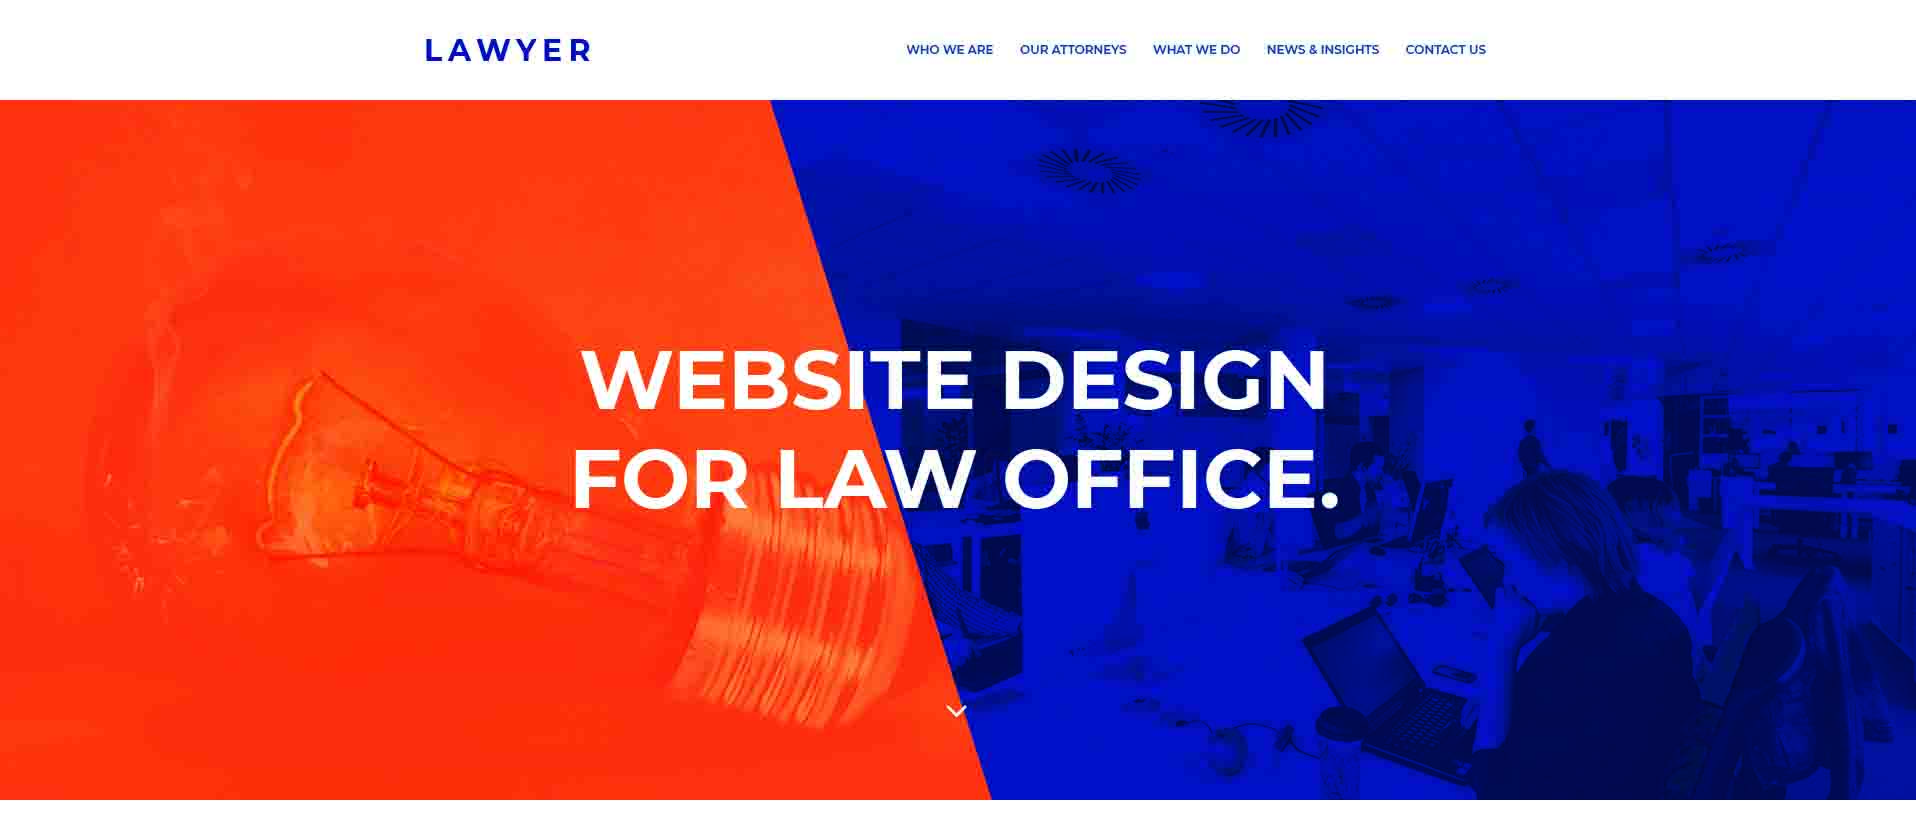 LAWYER
WHO WE ARE OUR ATTORNEYS WHAT WE DO NEWS & INSIGHTS CONTACT US
WEBSITE DESIGN
FOR LAW OFFICE.